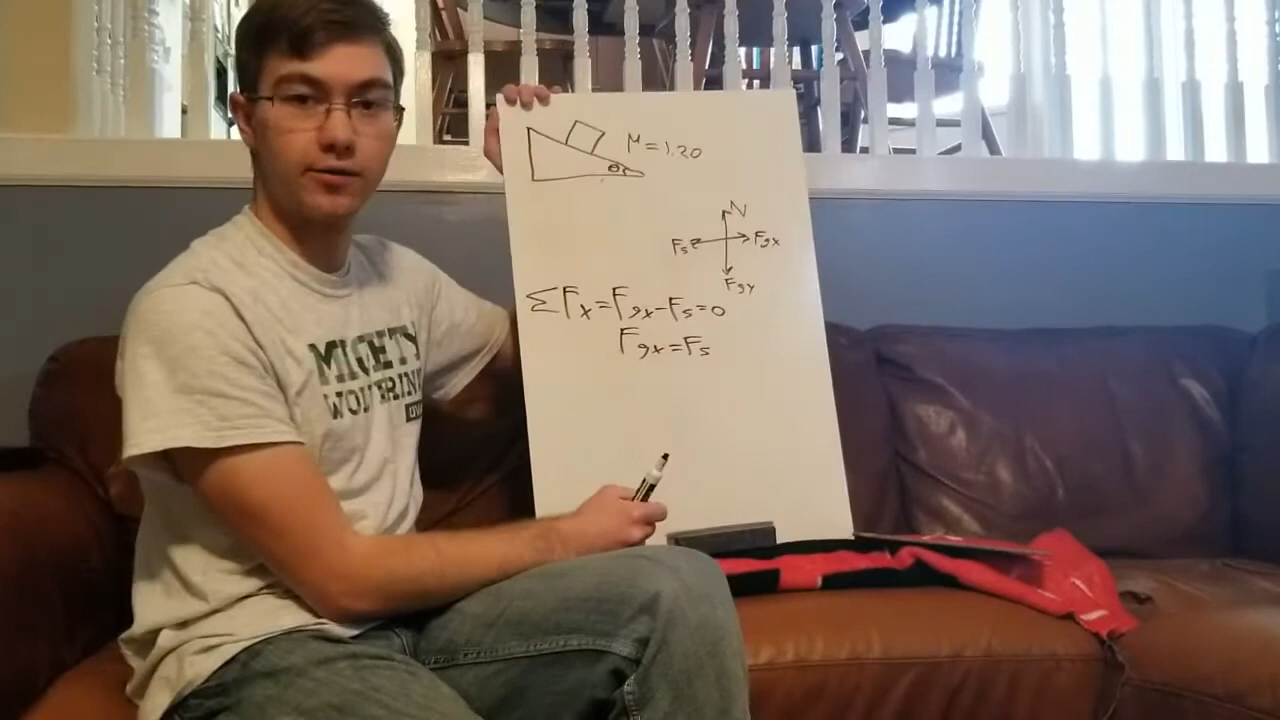 μ=1.20
θ
N
Fs Fgx
Fgy
ΣFx=Fgx-Fs=0
Fgx=Fs
MIGHTY
WOLVERINE